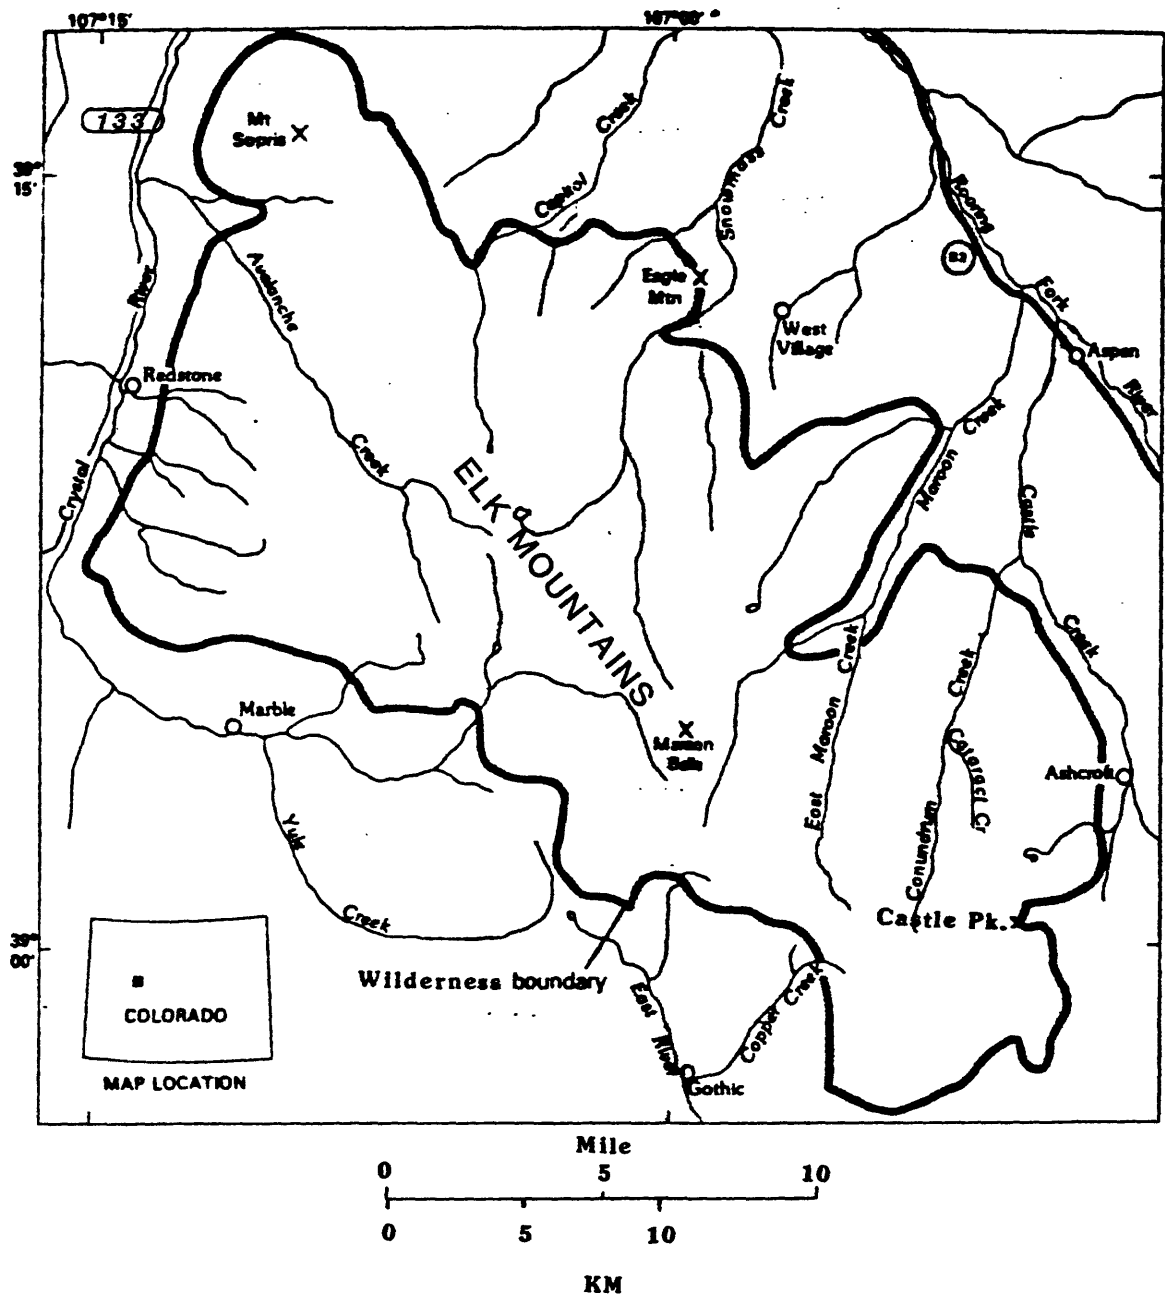 107°15'
107°00'
133
Mt
Sopris
39°
15'
Capitol
Creek
Snowmass
Creek
Roaring
Fork
River
82
Eagle
Mtn
West
Village
Aspen
River
Avalanche
Creek
Redstone
Crystal
ELK MOUNTAINS
Maroon
Creek
Castle
Creek
Marble
Maroon
Bells
East Maroon
Creek
Conundrum
Creek
Cataract Cr
Ashcroft
Yule
Creek
Castle Pk.
39°
00'
Wilderness boundary
COLORADO
MAP LOCATION
East River
Copper Creek
Gothic
Mile
0 5 10
0 5 10
KM